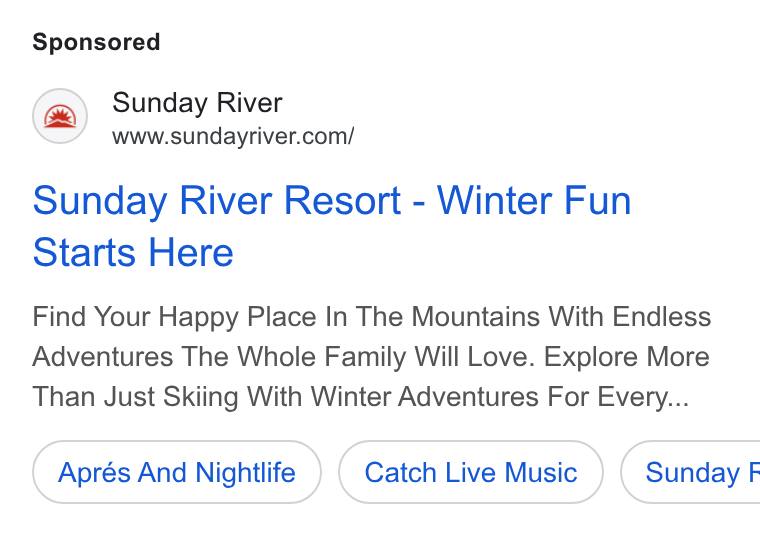 Sponsored
Sunday River
www.sundayriver.com/
Sunday River Resort - Winter Fun
Starts Here
Find Your Happy Place In The Mountains With Endless
Adventures The Whole Family Will Love. Explore More
Than Just Skiing With Winter Adventures For Every...
Aprés And Nightlife
Catch Live Music
Sunday